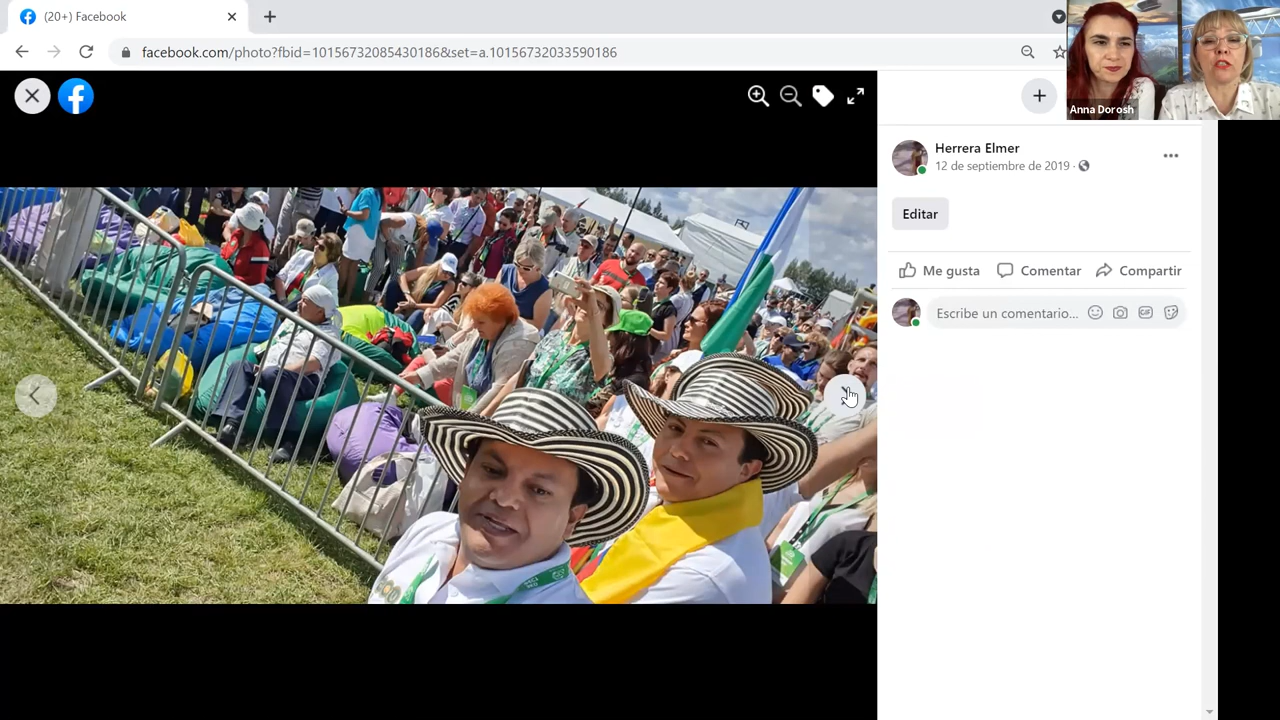 (20+) Facebook
facebook.com/photo?fbid=10156732085430186&set=a.10156732033590186
Anna Dorosh
Herrera Elmer
12 de septiembre de 2019 ·
Editar
Me gusta Comentar Compartir
Escribe un comentario...
GIF